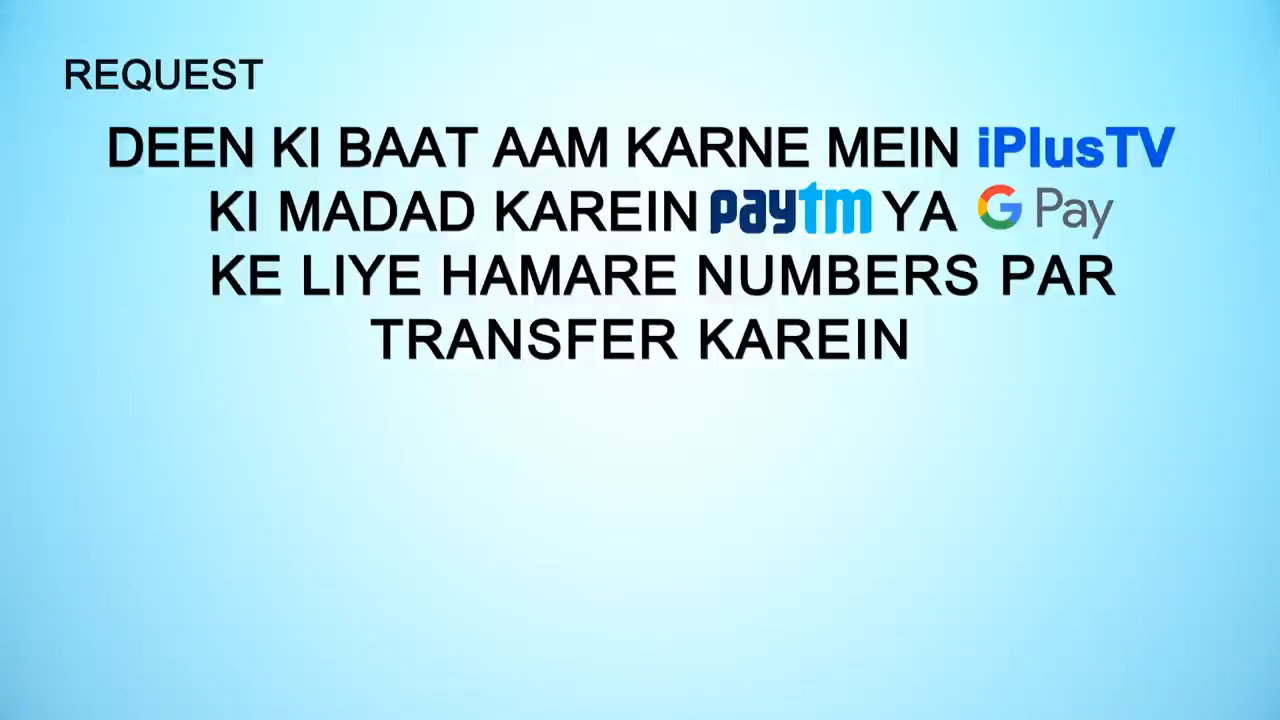 REQUEST
DEEN KI BAAT AAM KARNE MEIN iPlusTV
KI MADAD KAREIN paytm YA G Pay
KE LIYE HAMARE NUMBERS PAR
TRANSFER KAREIN